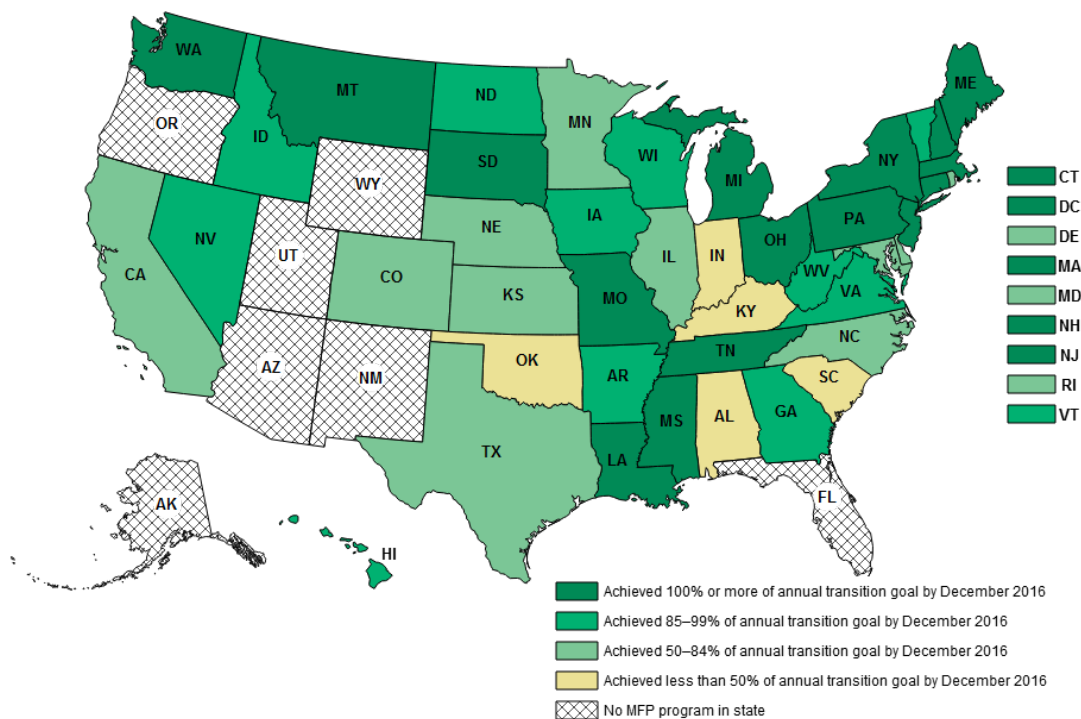 WA
MT
ND
MN
ME
OR
ID
SD
WI
NY
WY
MI
CT
DC
DE
MA
MD
NH
NJ
RI
VT
NE
IA
PA
NV
UT
IL
IN
OH
CA
CO
KS
MO
WV
VA
KY
AZ
NM
OK
AR
TN
NC
SC
MS
AL
GA
TX
LA
FL
AK
HI
Achieved 100% or more of annual transition goal by December 2016
Achieved 85–99% of annual transition goal by December 2016
Achieved 50–84% of annual transition goal by December 2016
Achieved less than 50% of annual transition goal by December 2016
No MFP program in state